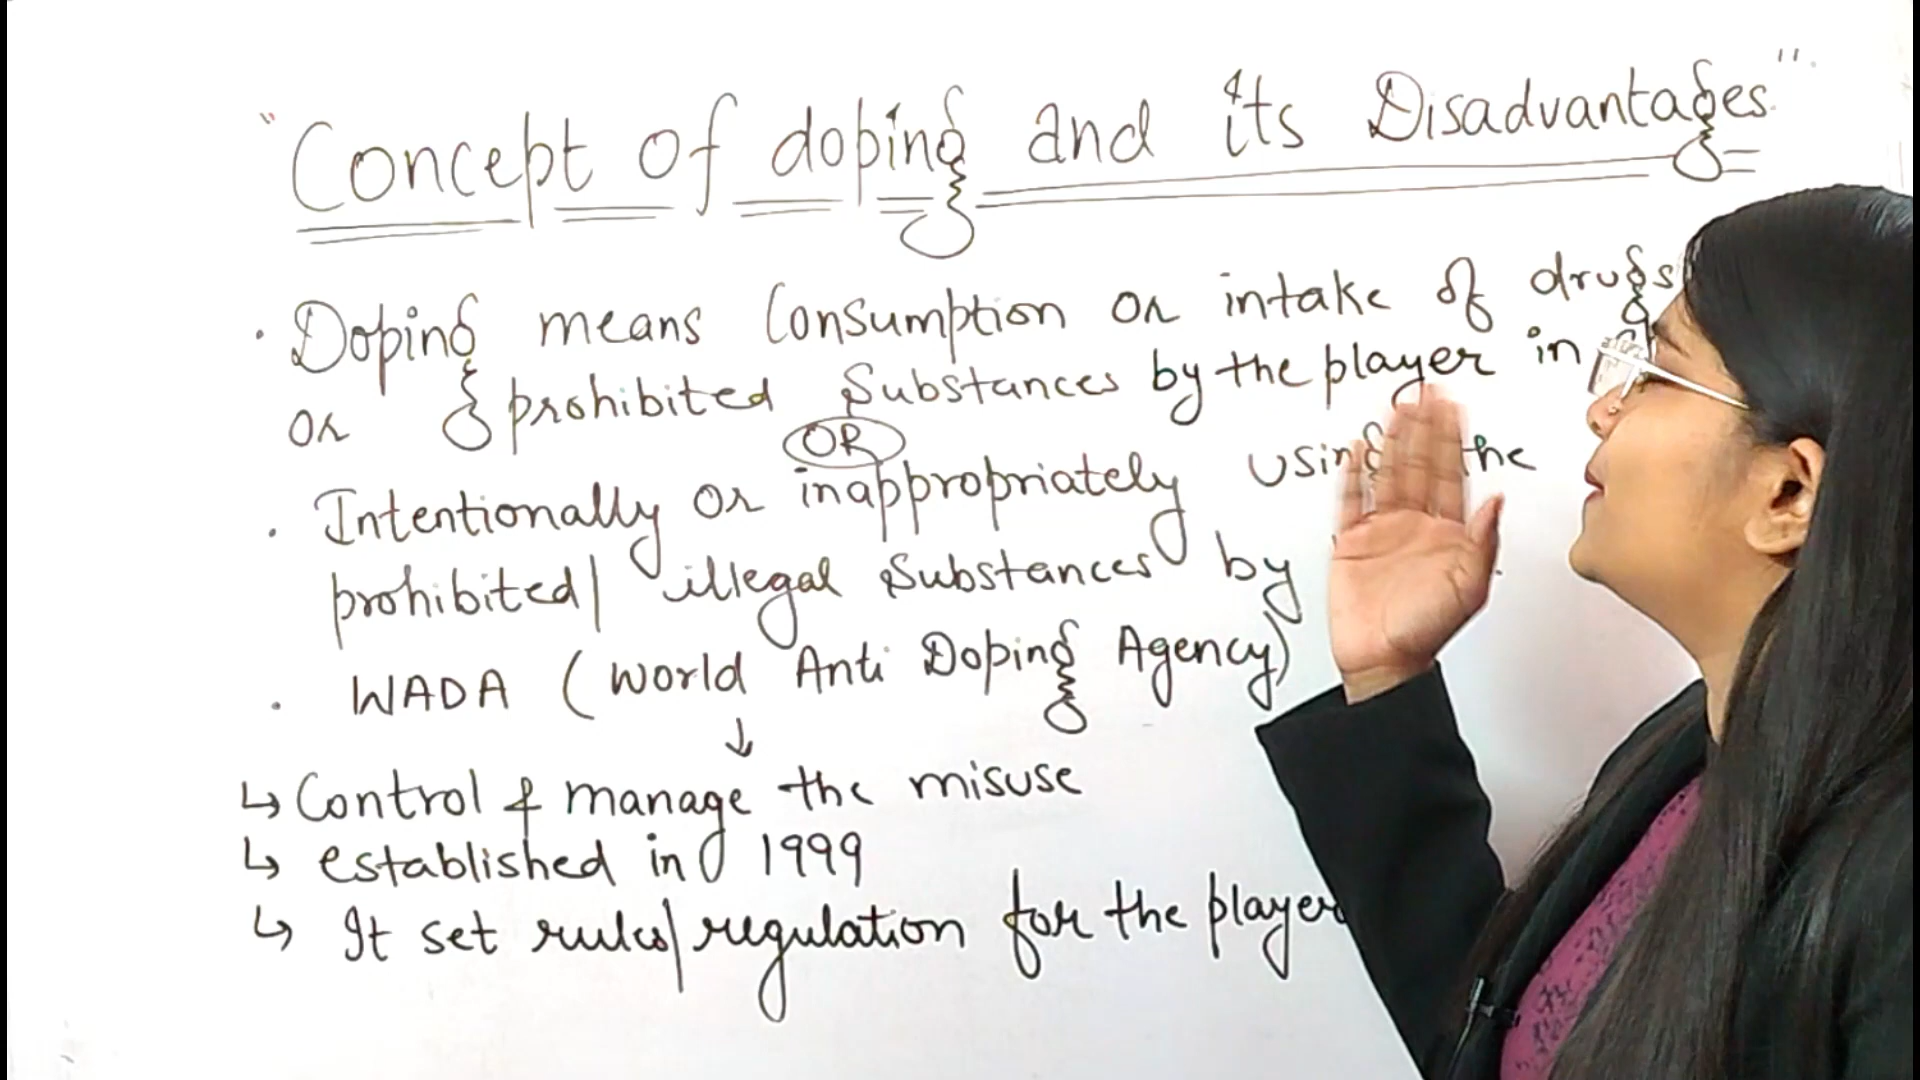 "Concept of doping and its Disadvantages".
· Doping means Consumption or intake of drugs
or prohibited Substances by the player in
OR
· Intentionally or inappropriately using the
prohibited/ illegal Substances by
· WADA (World Anti Doping Agency)
↓
↳ Control & manage the misuse
↳ established in 1999
↳ It set rules/regulation for the player